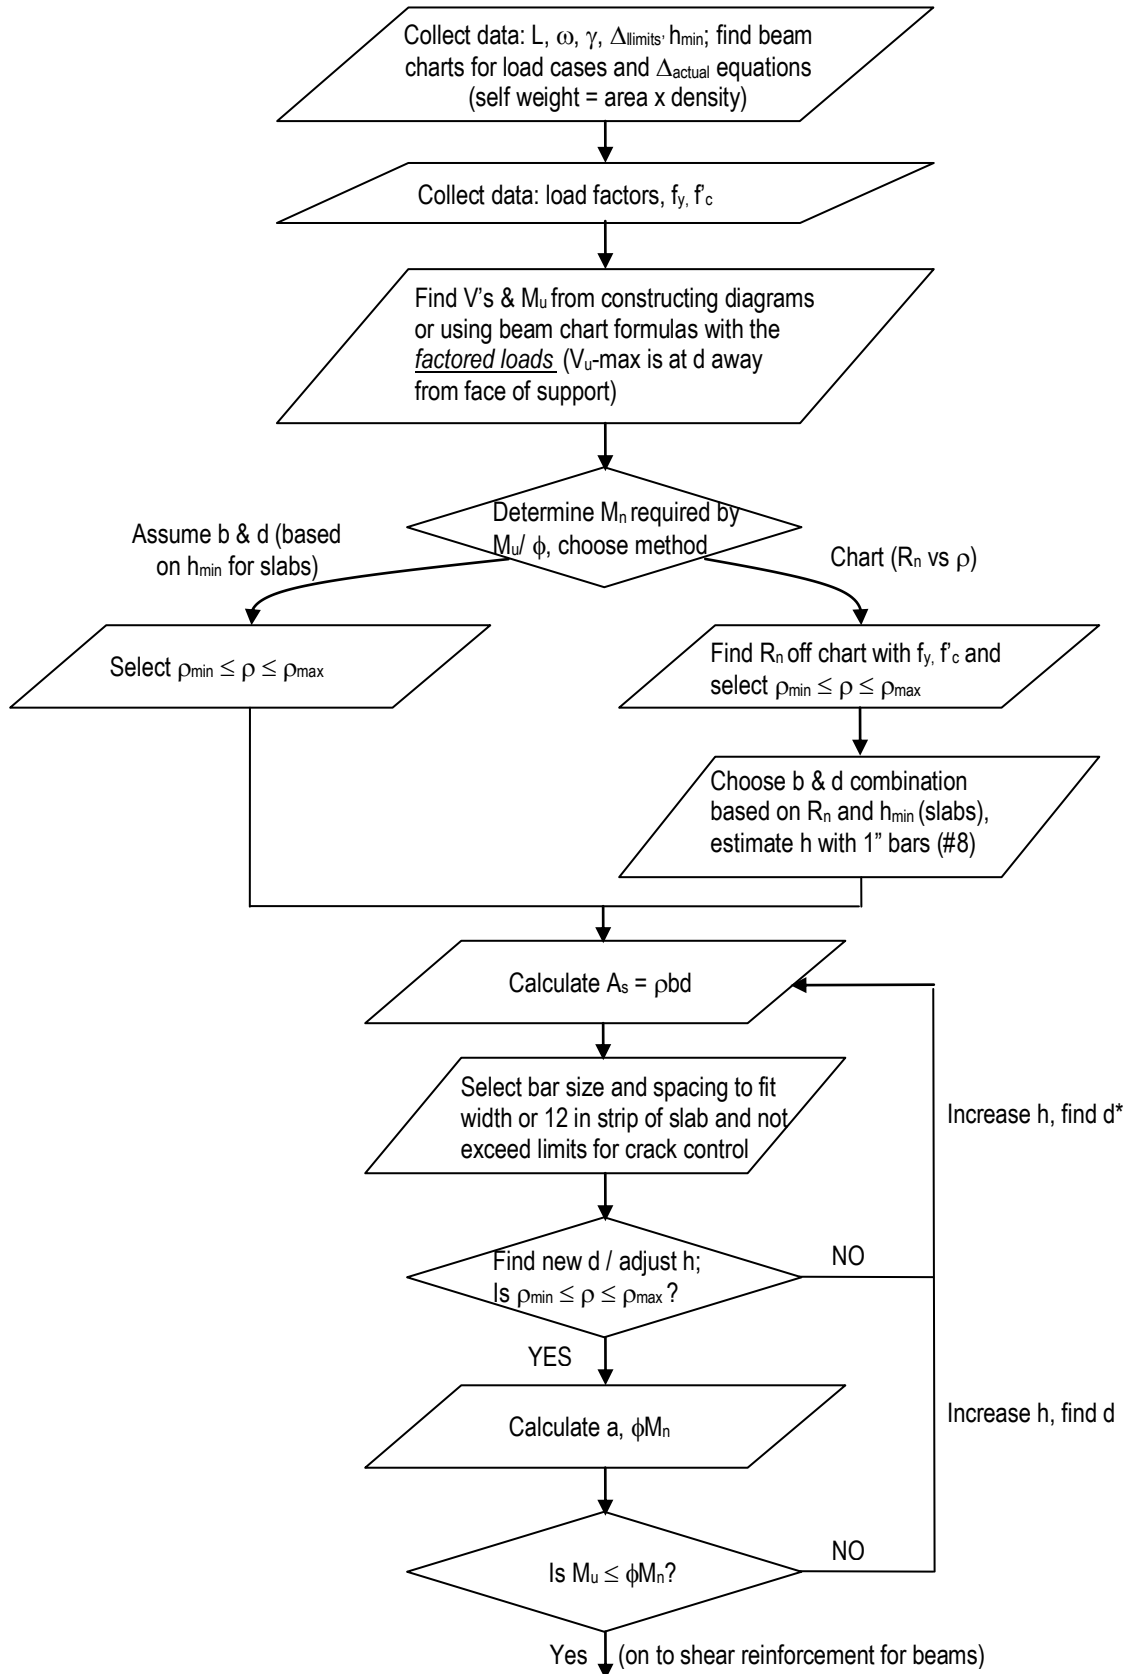 Collect data: L, ω, γ, Δllimits, hmin; find beam
charts for load cases and Δactual equations
(self weight = area x density)
Collect data: load factors, fy, f'c
Find V's & Mu from constructing diagrams
or using beam chart formulas with the
factored loads (Vu-max is at d away
from face of support)
Determine Mn required by
Mu/ ϕ, choose method
Assume b & d (based
on hmin for slabs)
Chart (Rn vs ρ)
Select ρmin ≤ ρ ≤ ρmax
Find Rn off chart with fy, f'c and
select ρmin ≤ ρ ≤ ρmax
Choose b & d combination
based on Rn and hmin (slabs),
estimate h with 1” bars (#8)
Calculate As = ρbd
Select bar size and spacing to fit
width or 12 in strip of slab and not
exceed limits for crack control
Increase h, find d*
Find new d / adjust h;
Is ρmin ≤ ρ ≤ ρmax ?
NO
YES
Calculate a, ϕMn
Increase h, find d
Is Mu ≤ ϕMn?
NO
Yes (on to shear reinforcement for beams)